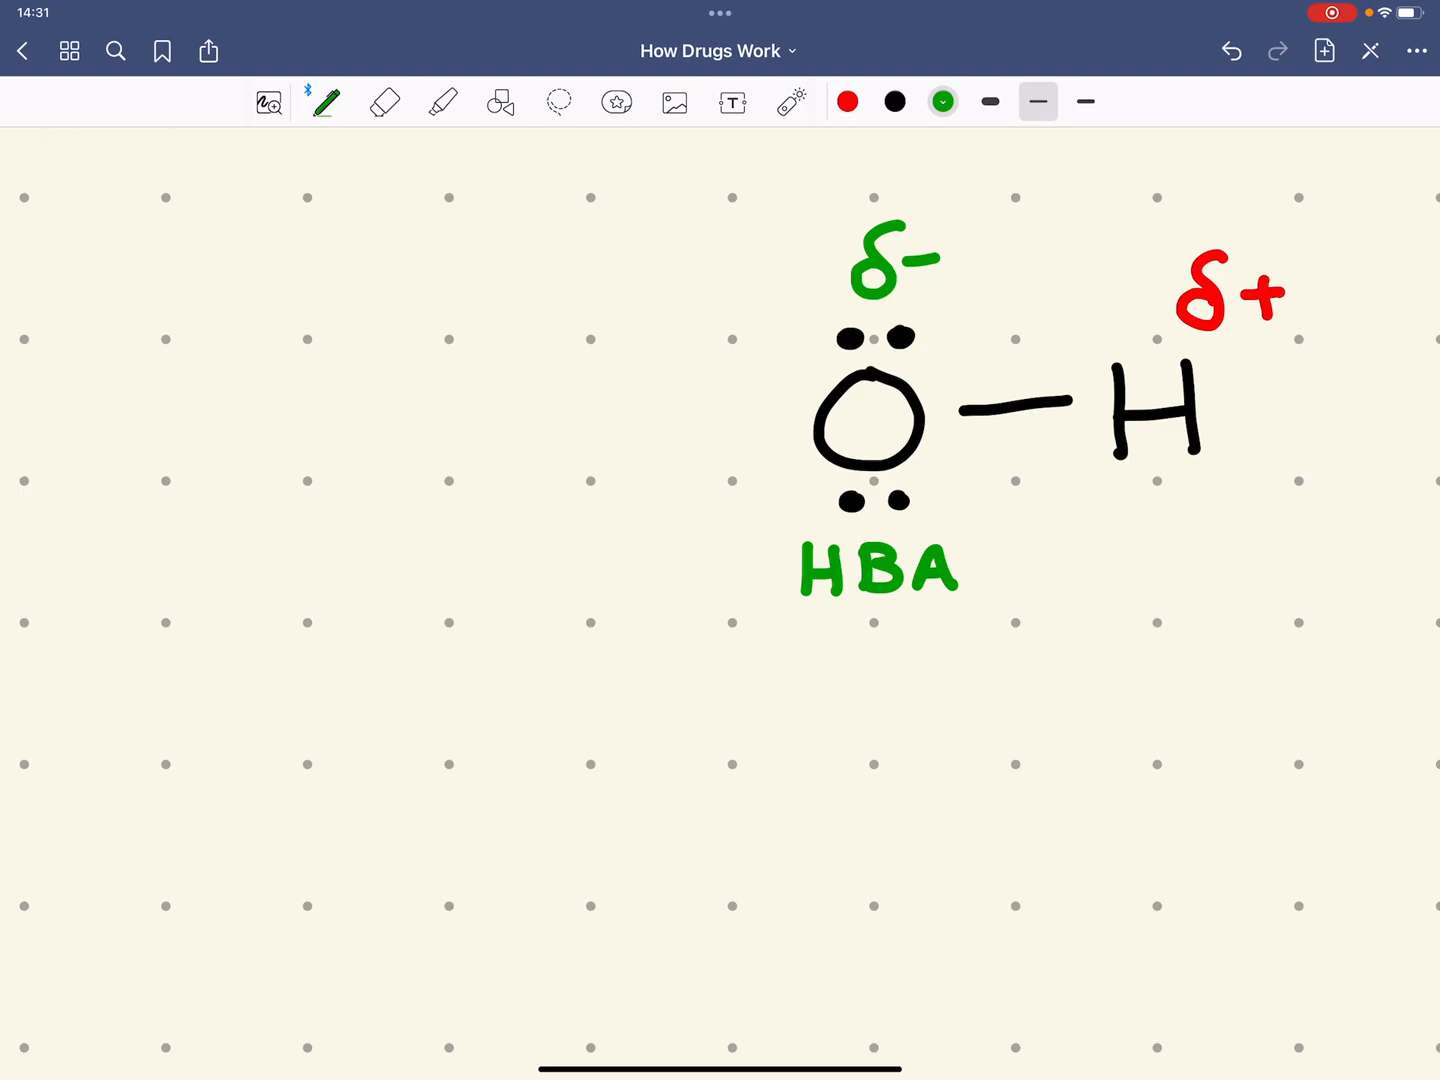 14:31
How Drugs Work
T
δ-
δ+
O — H
HBA